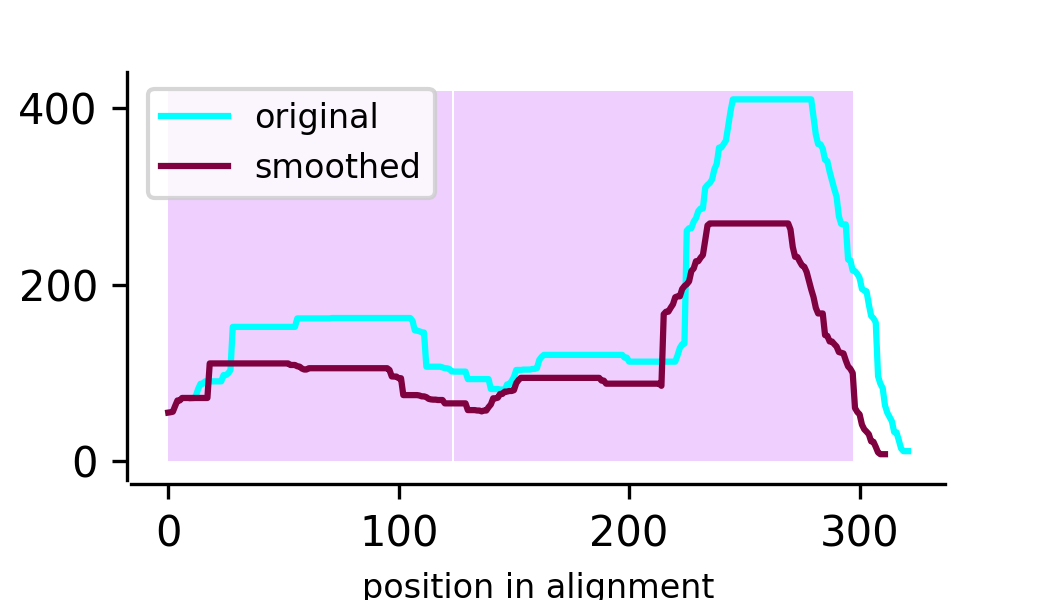 400
200
0
original
smoothed
0 100 200 300
position in alignment